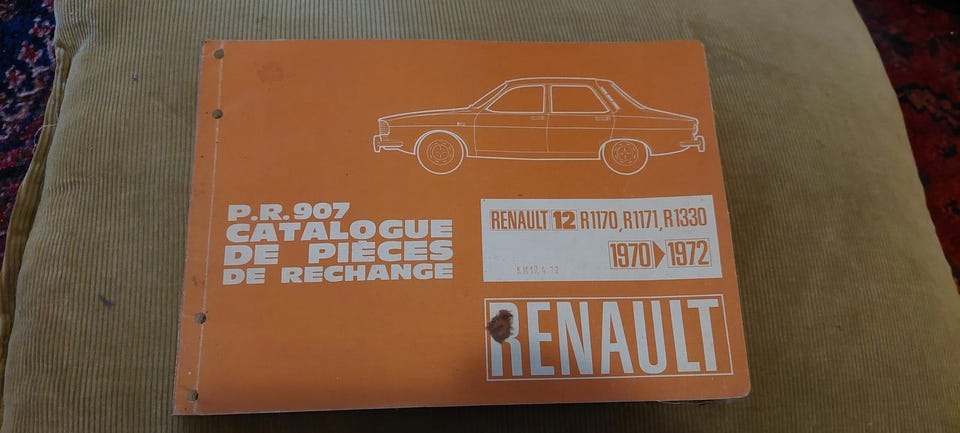 P.R.907
CATALOGUE
DE PIÈCES
DE RECHANGE
RENAULT 12 R1170, R1171, R1330
1970 1972
RENAULT